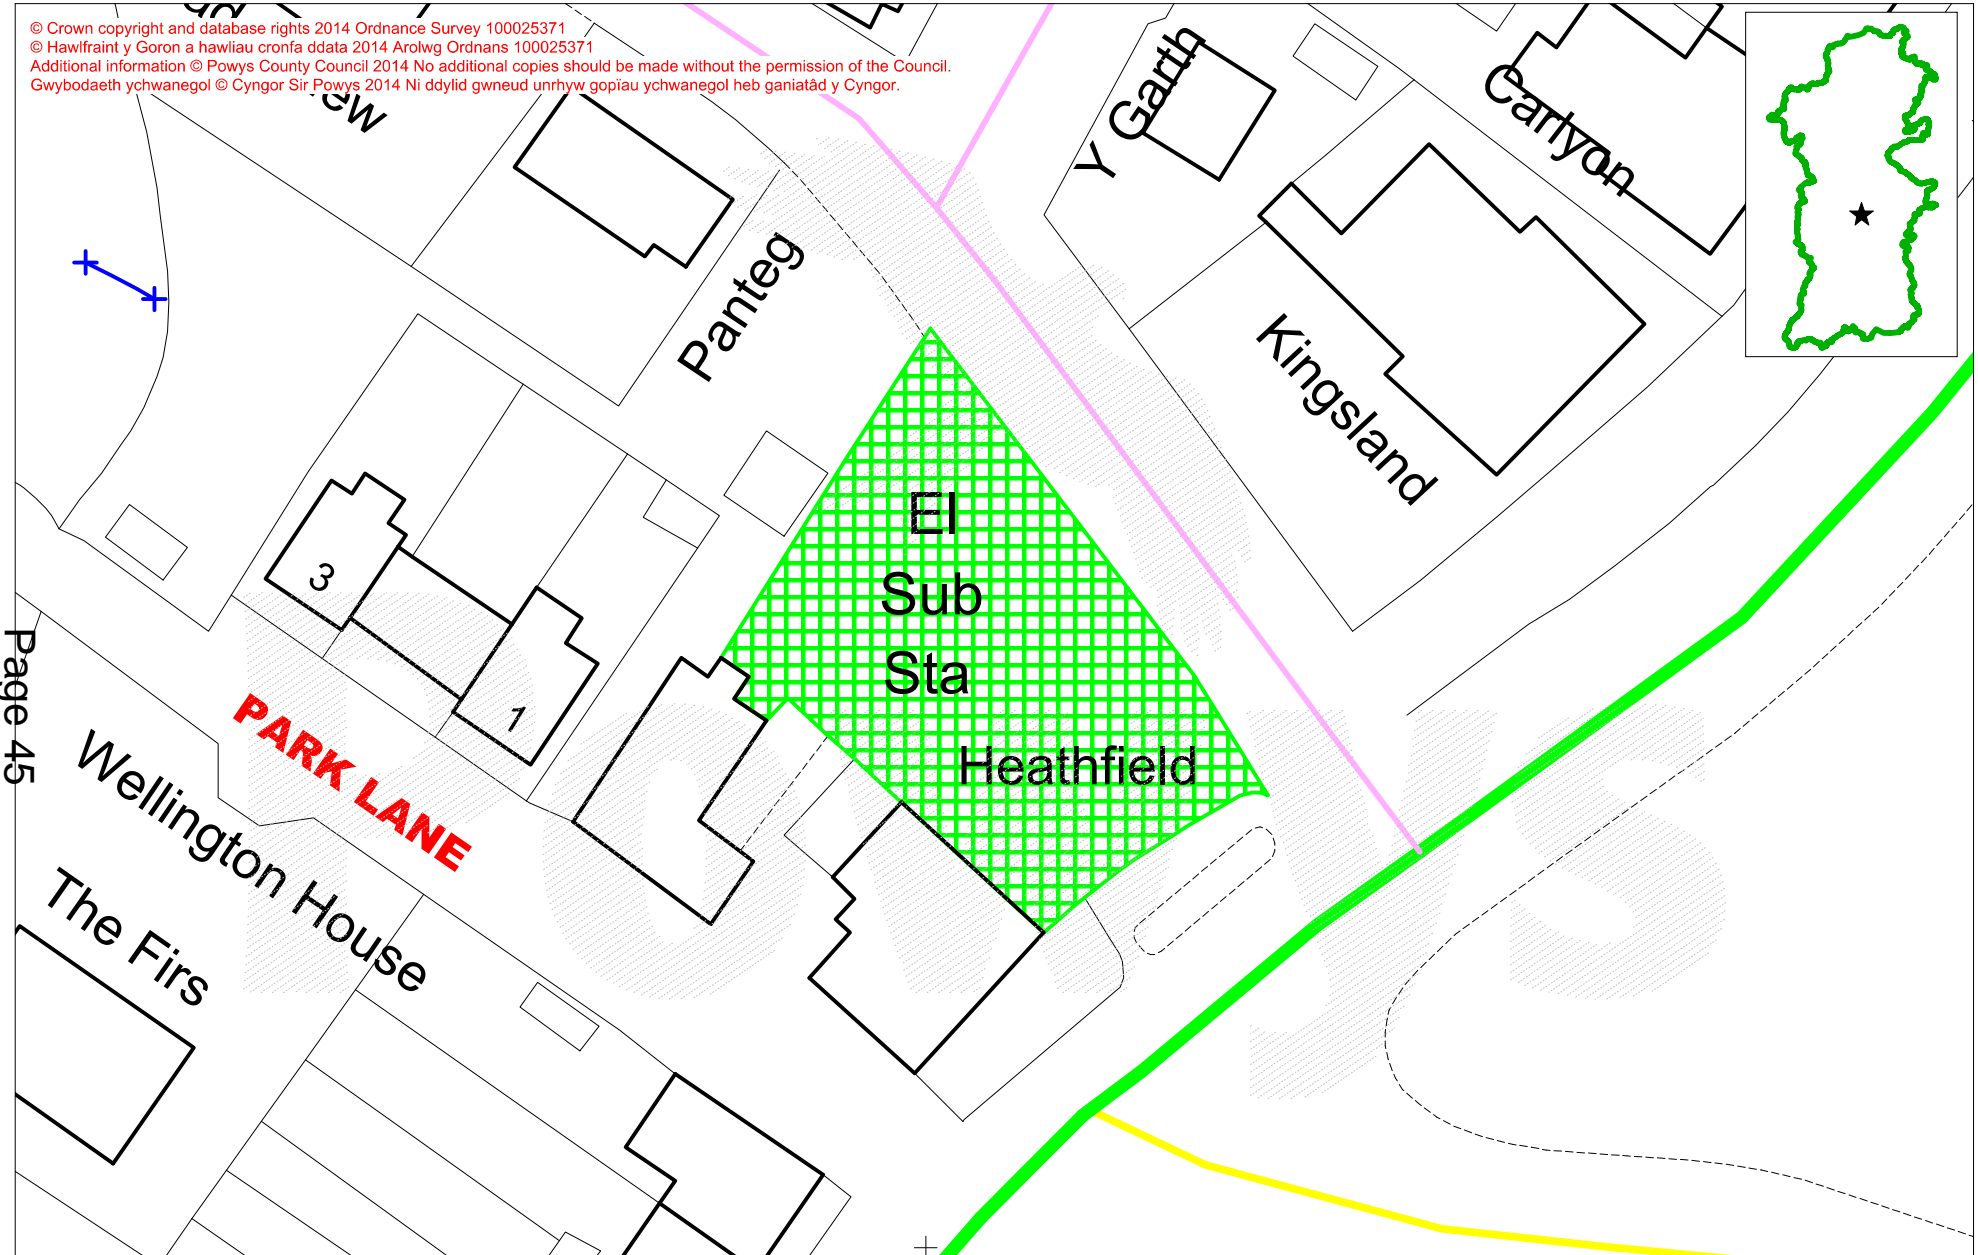 © Crown copyright and database rights 2014 Ordnance Survey 100025371
© Hawlfraint y Goron a hawliau cronfa ddata 2014 Arolwg Ordnans 100025371
Additional information © Powys County Council 2014 No additional copies should be made without the permission of the Council.
Gwybodaeth ychwanegol © Cyngor Sir Powys 2014 Ni ddylid gwneud unrhyw gopïau ychwanegol heb ganiatâd y Cyngor.
Y Garth
Carlyon
Panteg
Kingsland
El
Sub
Sta
Heathfield
3
1
PARK LANE
Wellington House
The Firs
Page 45
Powys